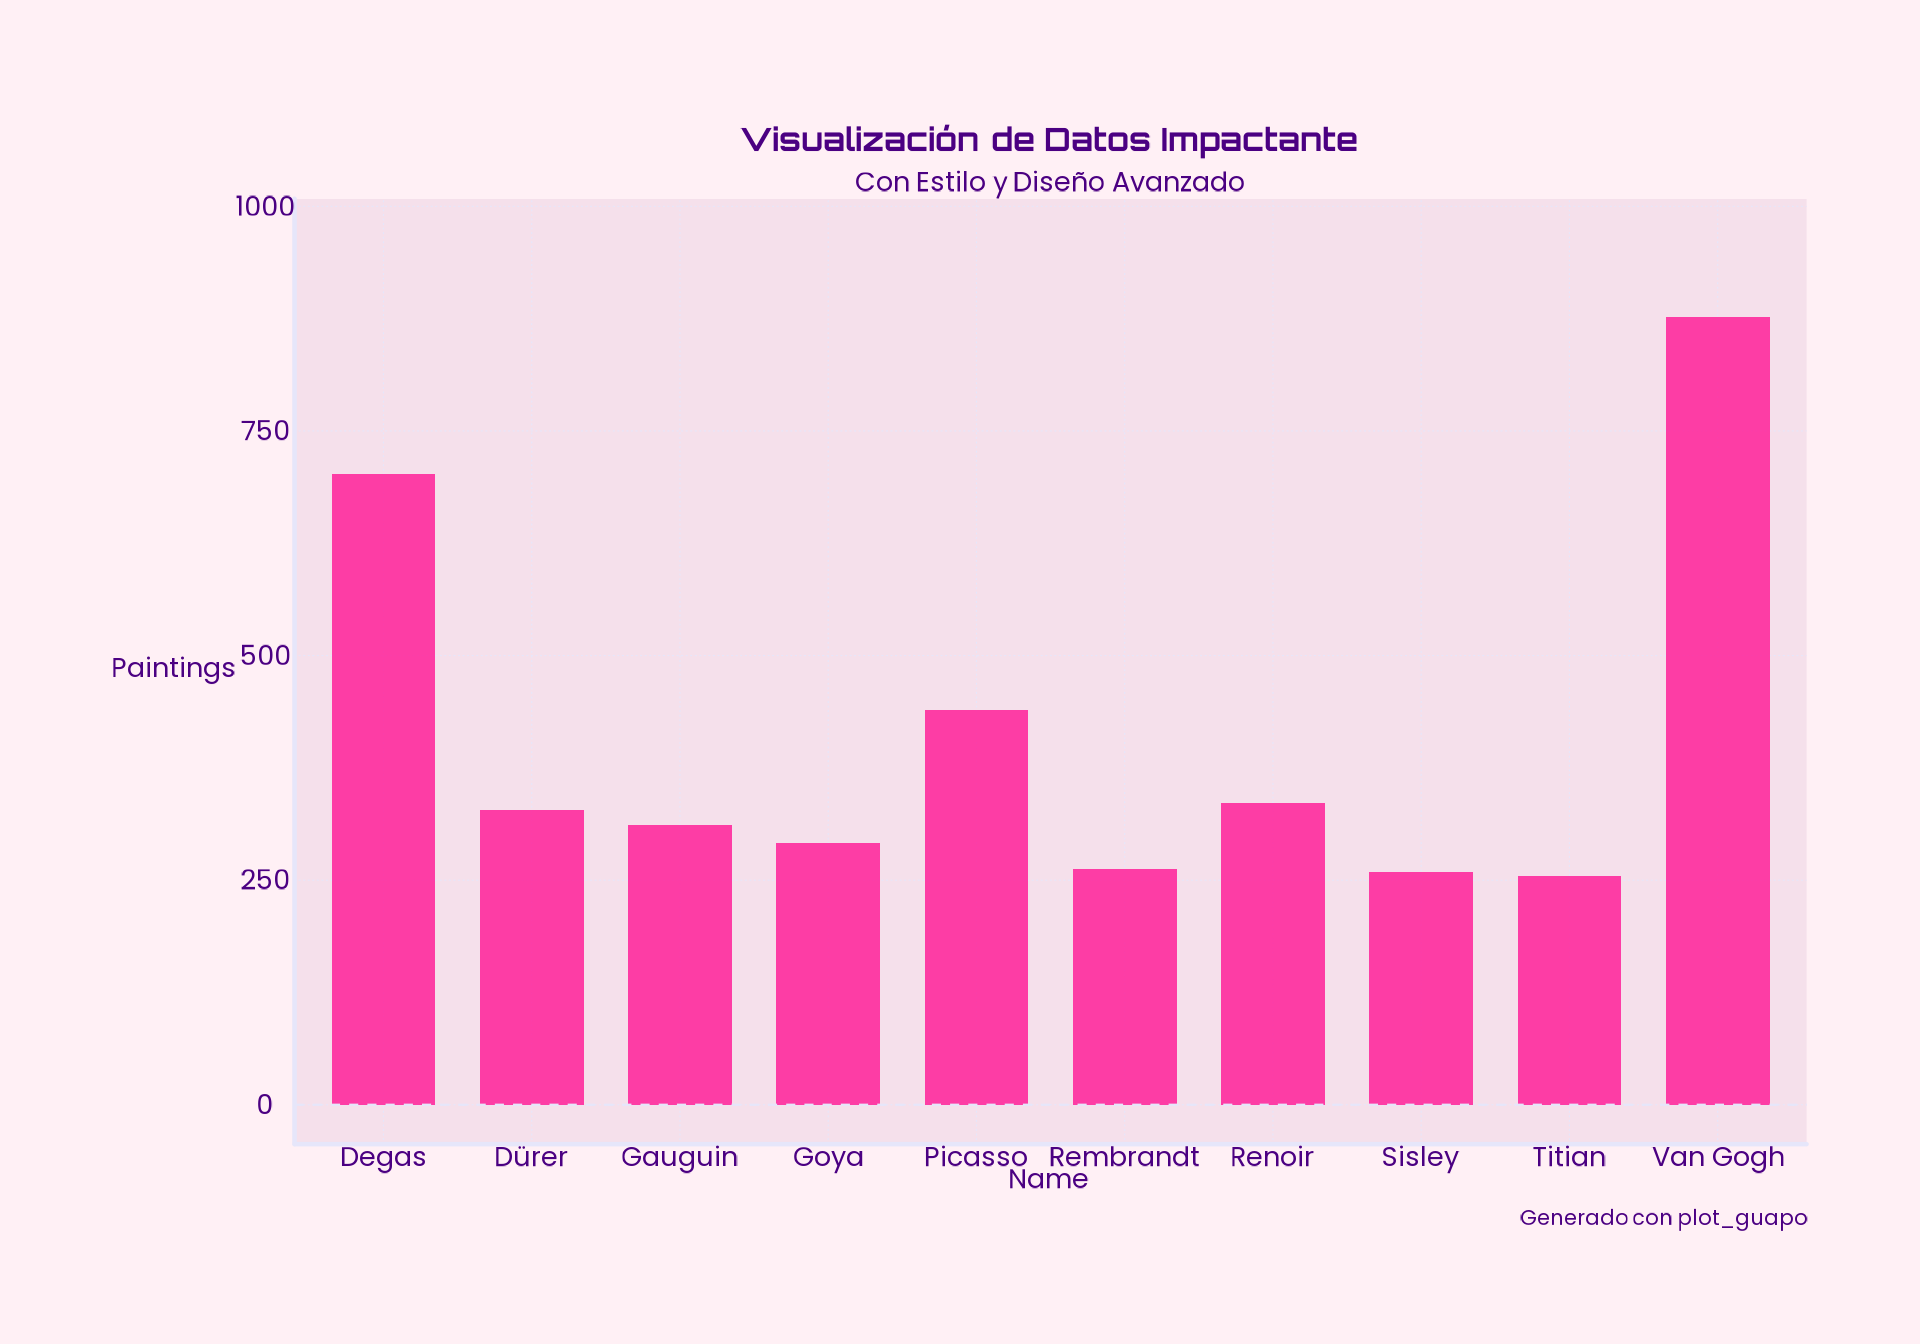 Visualización de Datos Impactante
Con Estilo y Diseño Avanzado
1000
750
500
Paintings
250
0
Degas Dürer Gauguin Goya Picasso Rembrandt Renoir Sisley Titian Van Gogh
Name
Generado con plot_guapo